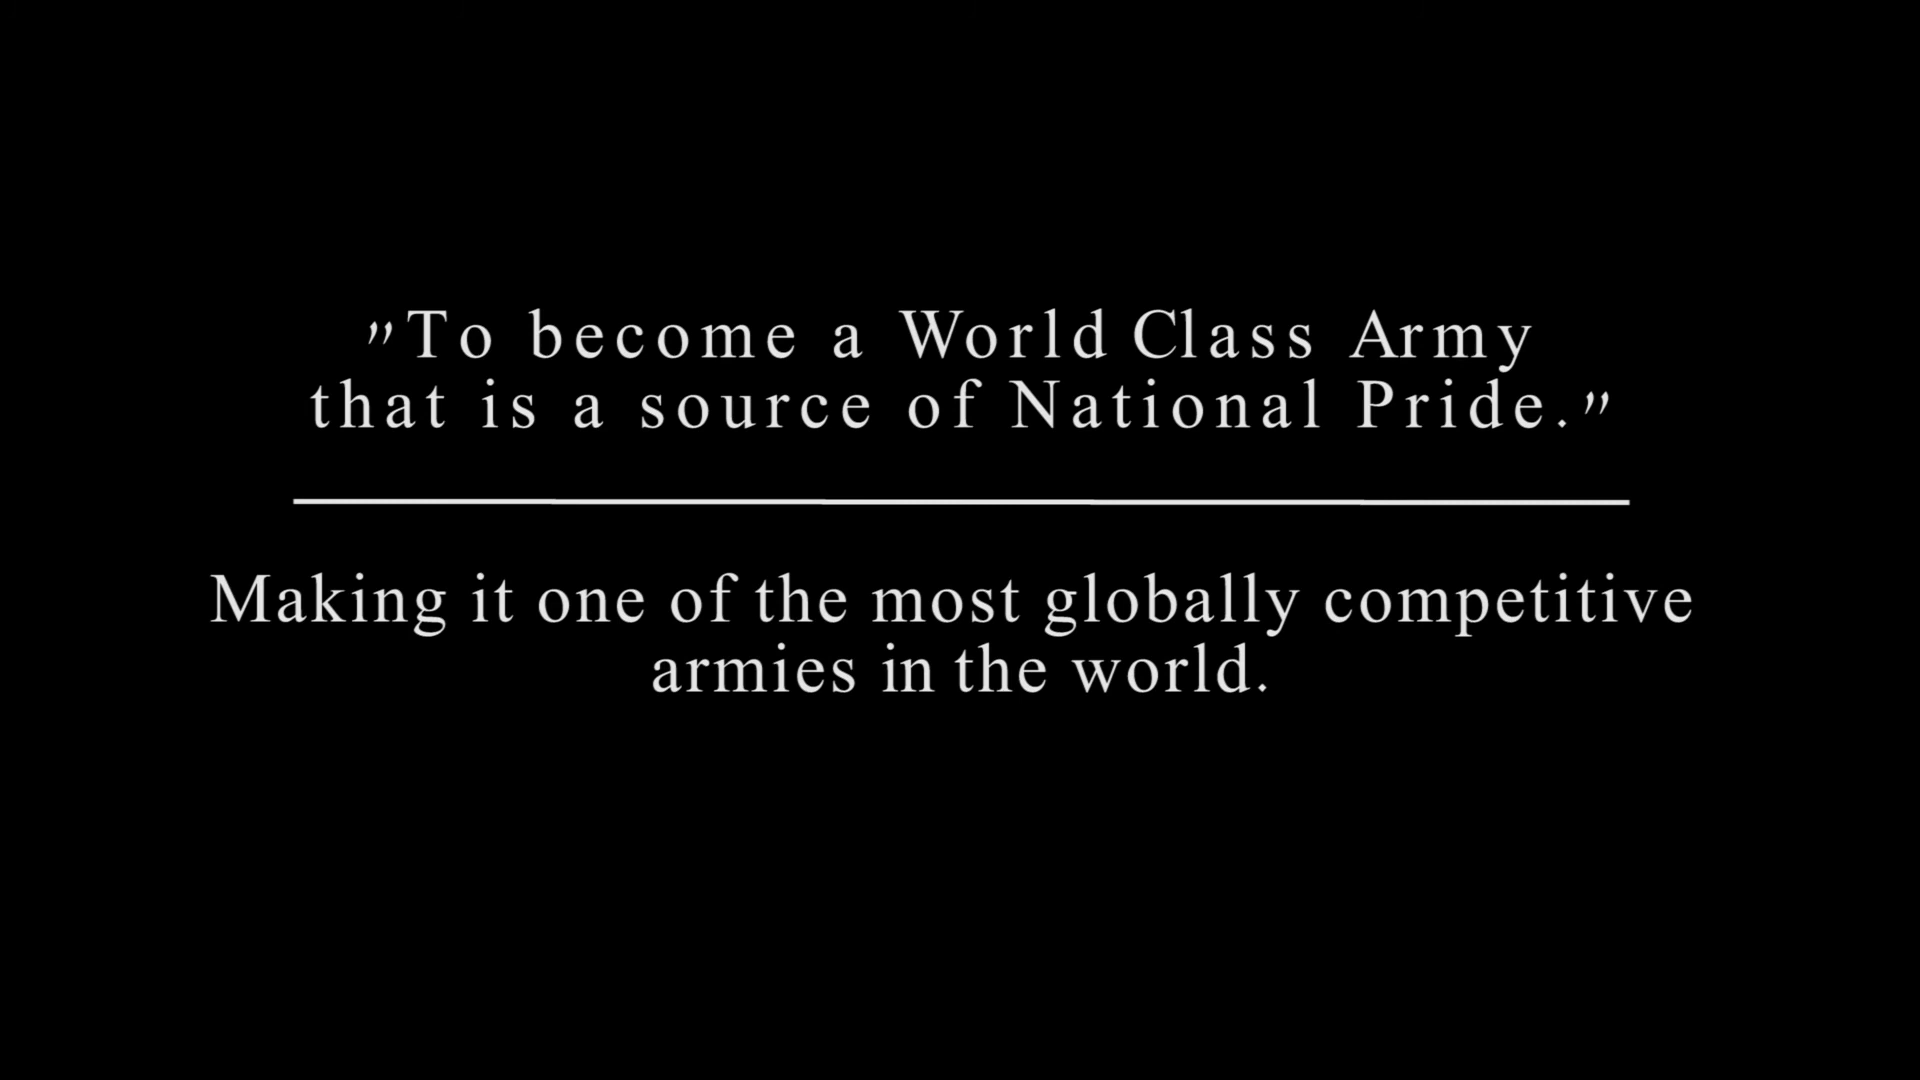 "To become a World Class Army
that is a source of National Pride."
Making it one of the most globally competitive
armies in the world.